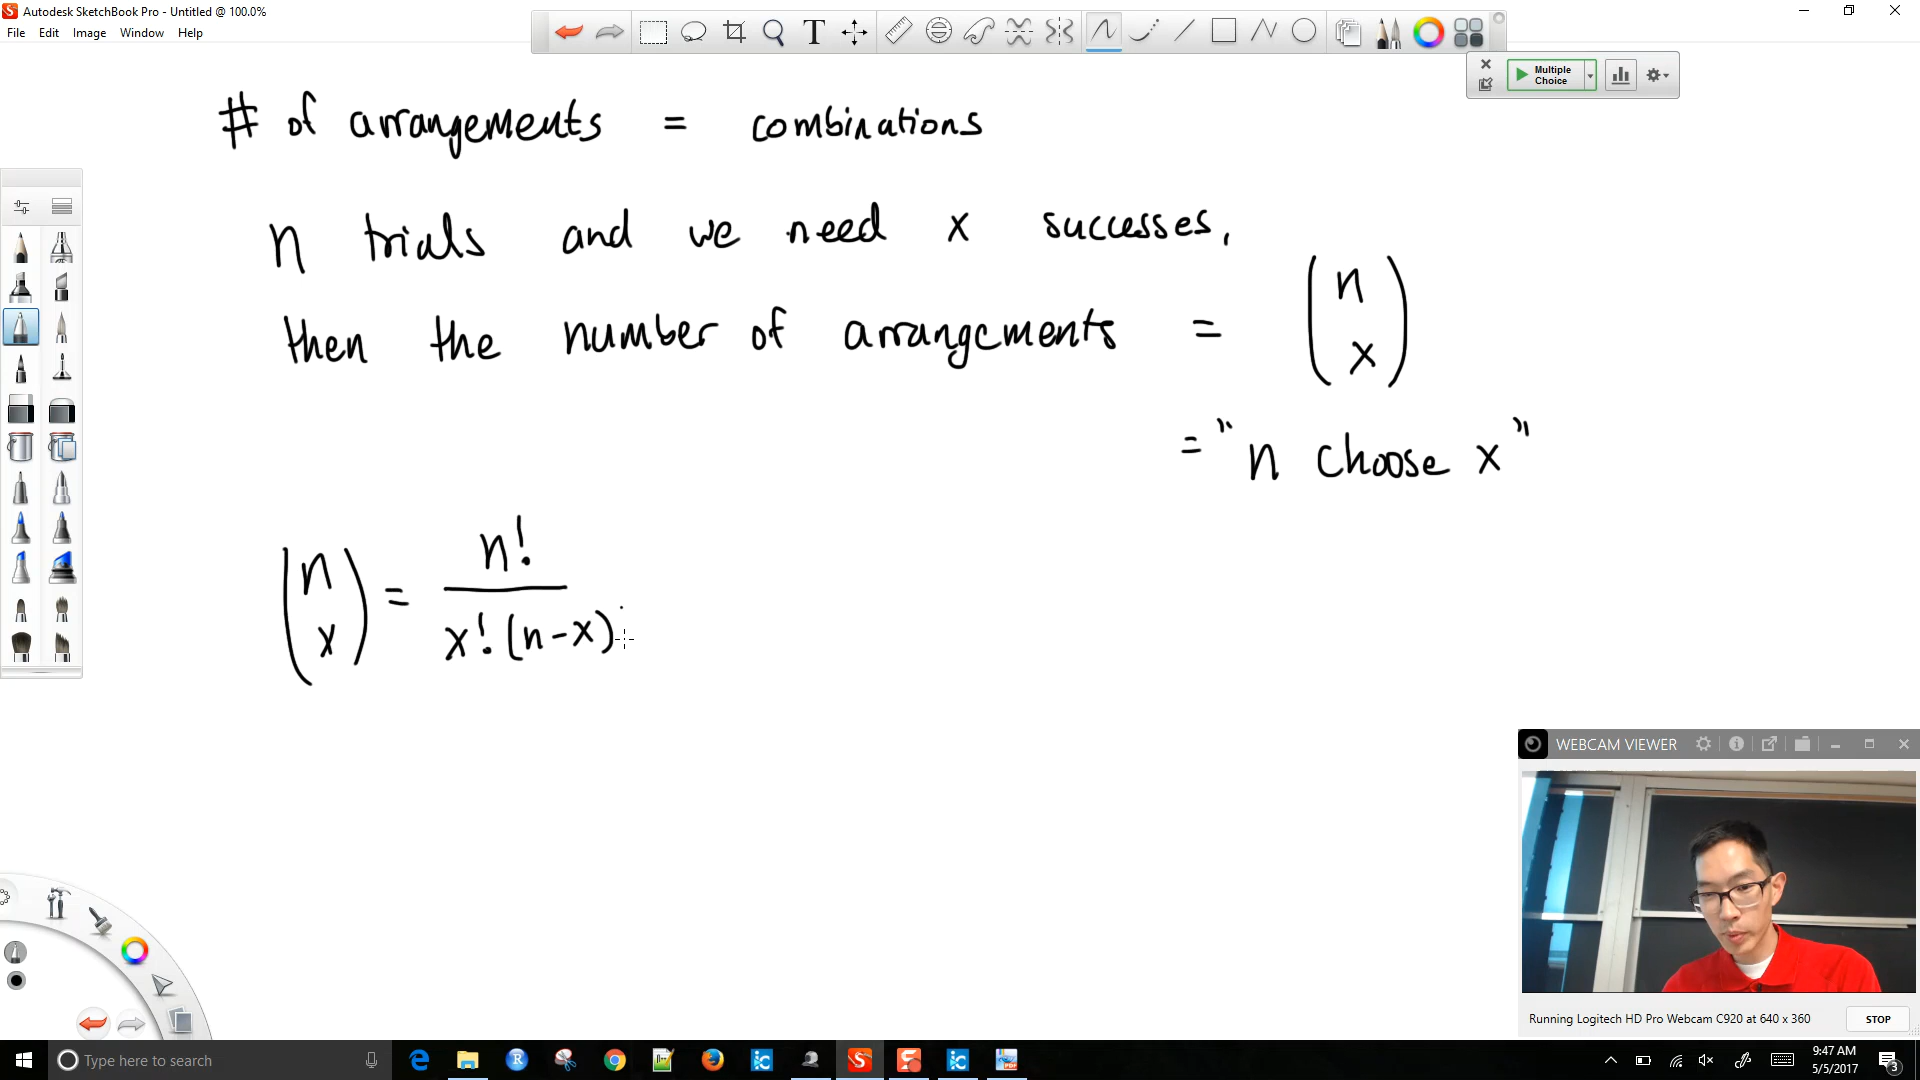 Autodesk SketchBook Pro - Untitled @ 100.0%
File Edit Image Window Help
T
Multiple
Choice
# of arrangements = combinations
n trials and we need x successes,
then the number of arrangements = (n
x)
= "n choose x"
(n
x) = n!
x! (n-x)
WEBCAM VIEWER
Running Logitech HD Pro Webcam C920 at 640 x 360
STOP
Type here to search
9:47 AM
5/5/2017
3